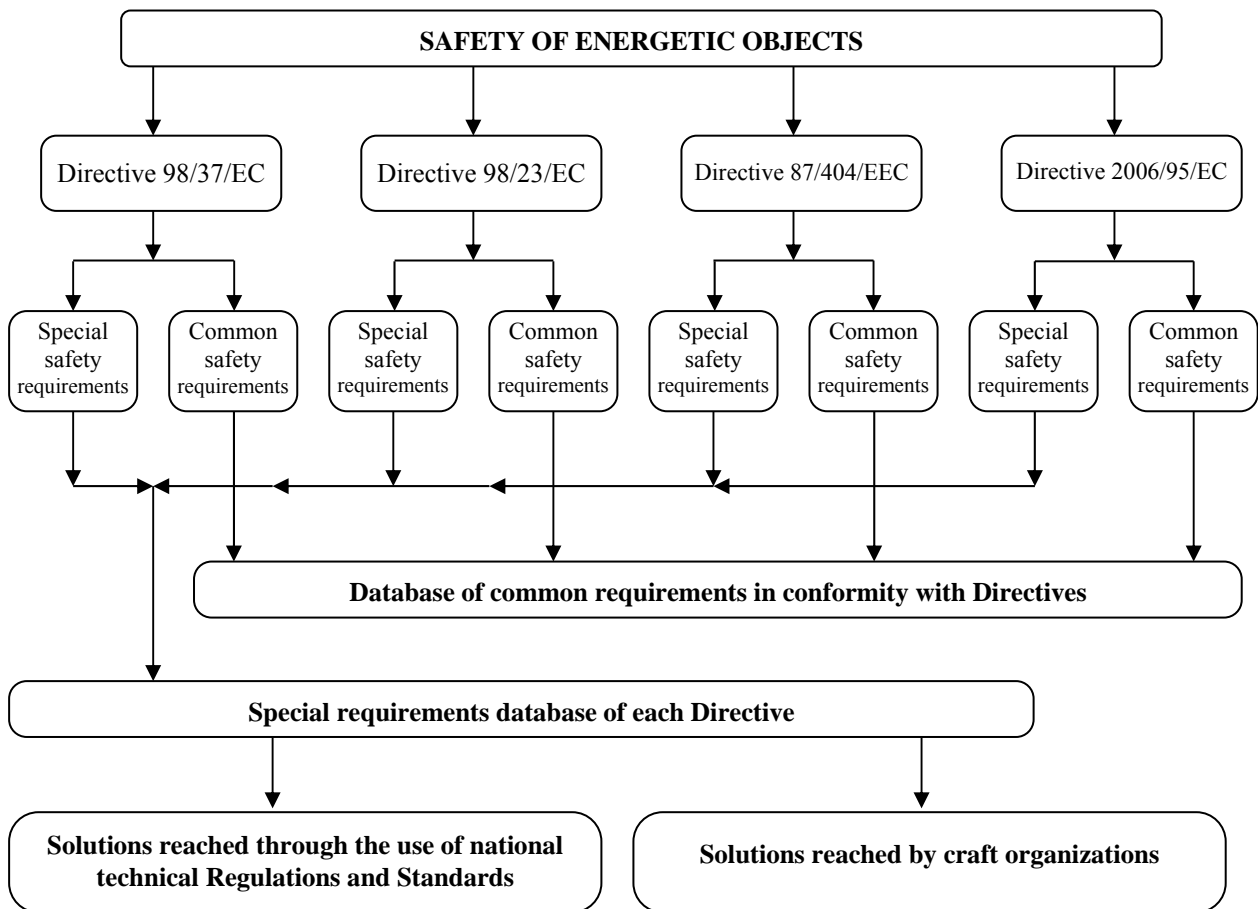 SAFETY OF ENERGETIC OBJECTS
Directive 98/37/EC
Directive 98/23/EC
Directive 87/404/EEC
Directive 2006/95/EC
Special
safety
requirements
Common
safety
requirements
Special
safety
requirements
Common
safety
requirements
Special
safety
requirements
Common
safety
requirements
Special
safety
requirements
Common
safety
requirements
Database of common requirements in conformity with Directives
Special requirements database of each Directive
Solutions reached through the use of national
technical Regulations and Standards
Solutions reached by craft organizations